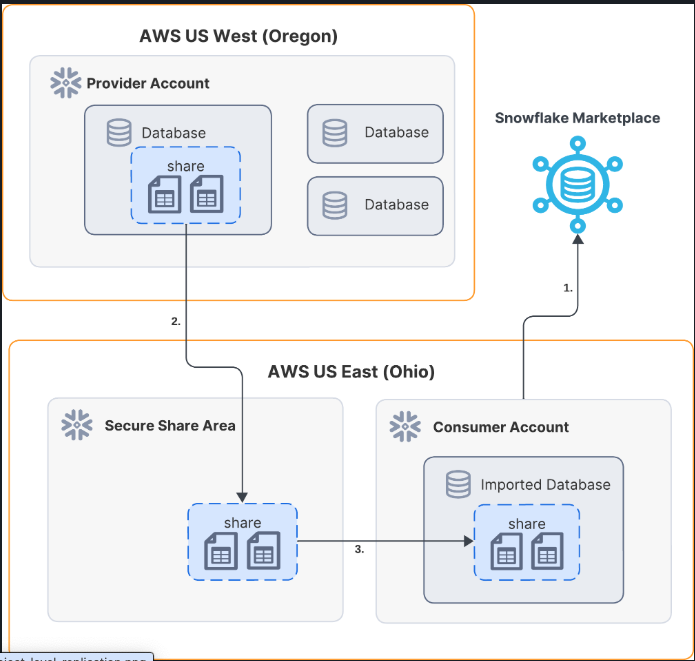 AWS US West (Oregon)
Provider Account
Database
share
Database
Database
Snowflake Marketplace
1.
2.
AWS US East (Ohio)
Secure Share Area
share
3.
Consumer Account
Imported Database
share